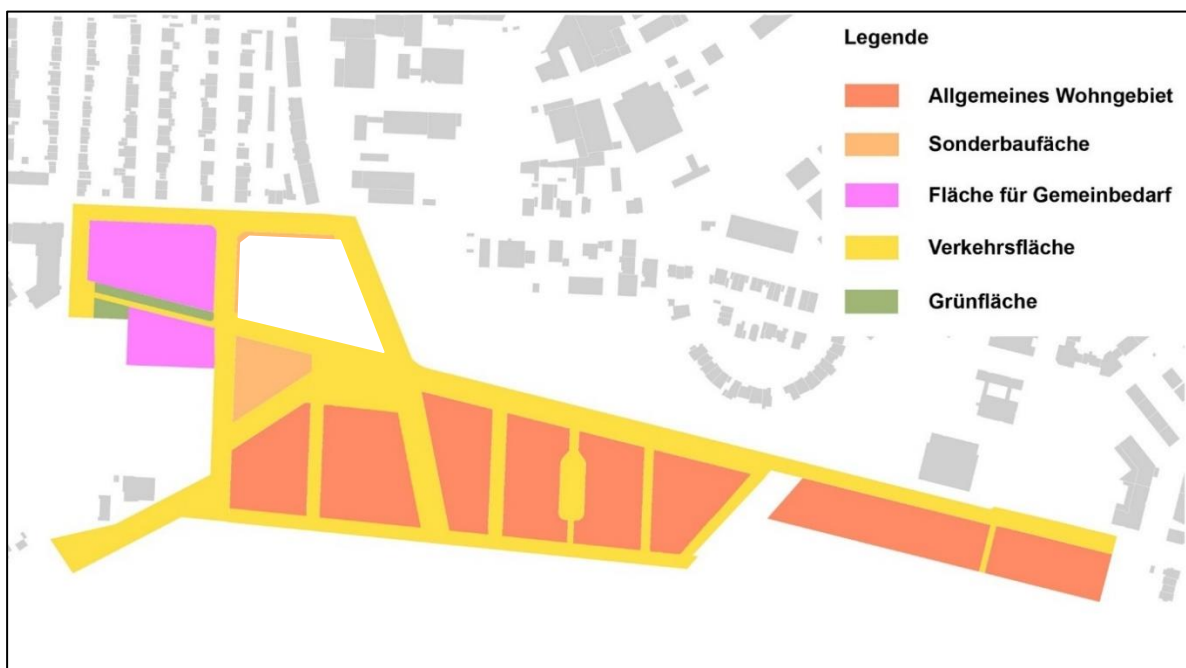 Legende
Allgemeines Wohngebiet
Sonderbaufäche
Fläche für Gemeinbedarf
Verkehrsfläche
Grünfläche